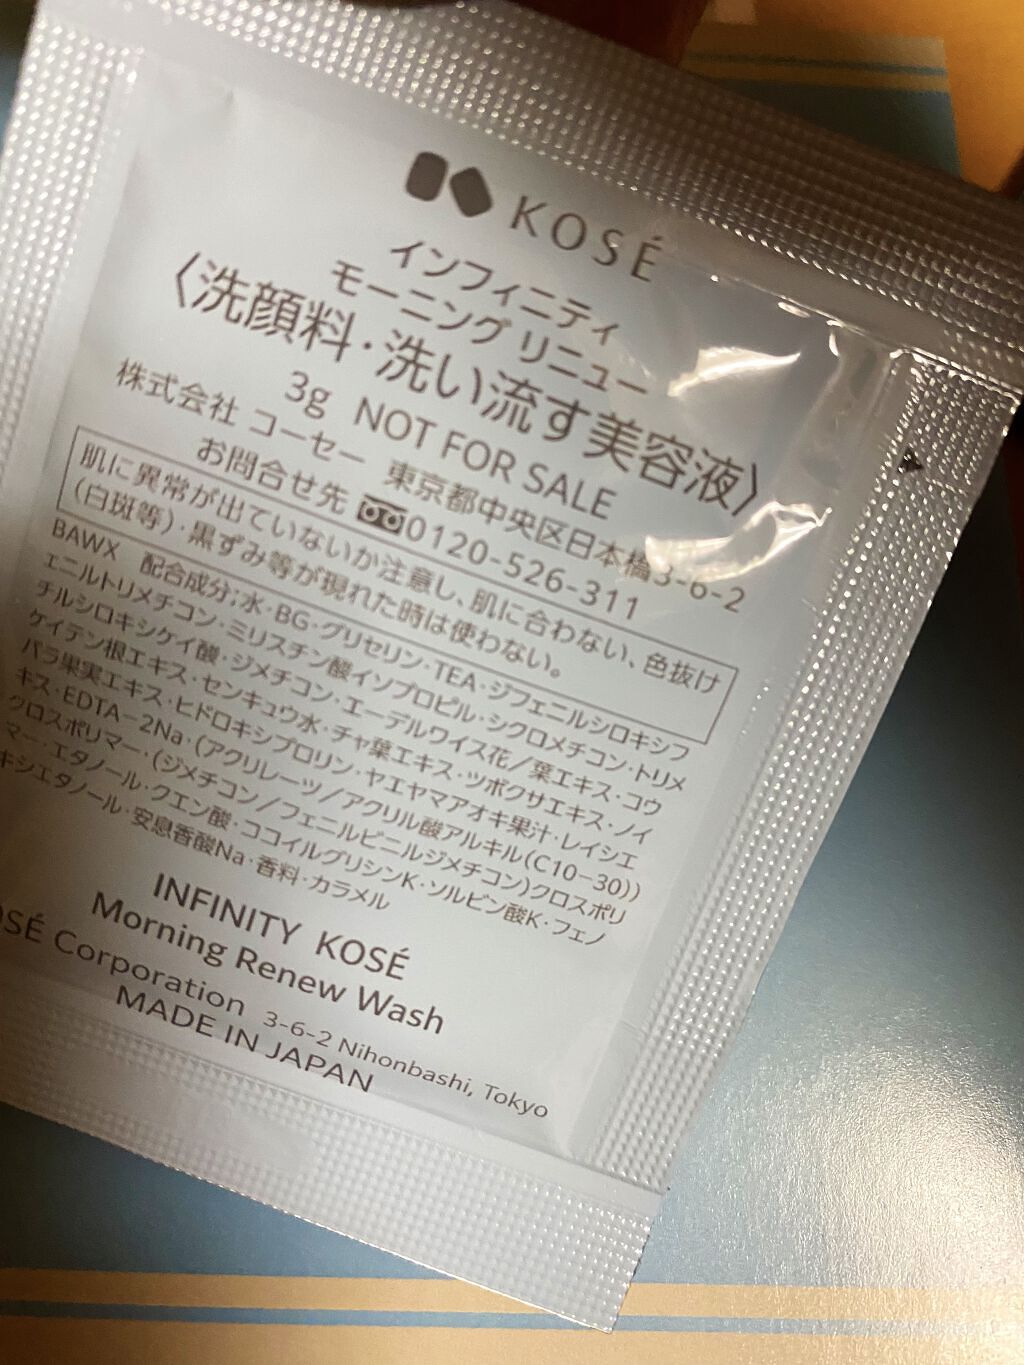 KOSÉ
インフィニティ
モーニング リニュー
〈洗顔料・洗い流す美容液〉
3g NOT FOR SALE
株式会社 コーセー 東京都中央区日本橋3-6-2
お問合せ先 0120-526-311
肌に異常が出ていないか注意し、肌に合わない、色抜け
(白斑等)・黒ずみ等が現れた時は使わない。
BAWX 配合成分;水・BG・グリセリン・TEA・ジフェニルシロキシフ
ェニルトリメチコン・ミリスチン酸イソプロピル・シクロメチコン・トリメ
チルシロキシケイ酸・ジメチコン・エーデルワイス花/葉エキス・コウ
ケイテン根エキス・センキュウ水・チャ葉エキス・ツボクサエキス・ノイ
バラ果実エキス・ヒドロキシプロリン・ヤエヤマアオキ果汁・レイシエ
キス・EDTA-2Na・(アクリレーツ/アクリル酸アルキル(C10-30))
クロスポリマー・(ジメチコン/フェニルビニルジメチコン)クロスポリ
マー・エタノール・クエン酸・ココイルグリシンK・ソルビン酸K・フェノ
キシエタノール・安息香酸Na・香料・カラメル
INFINITY KOSÉ
Morning Renew Wash
OSÉ Corporation 3-6-2 Nihonbashi, Tokyo
MADE IN JAPAN